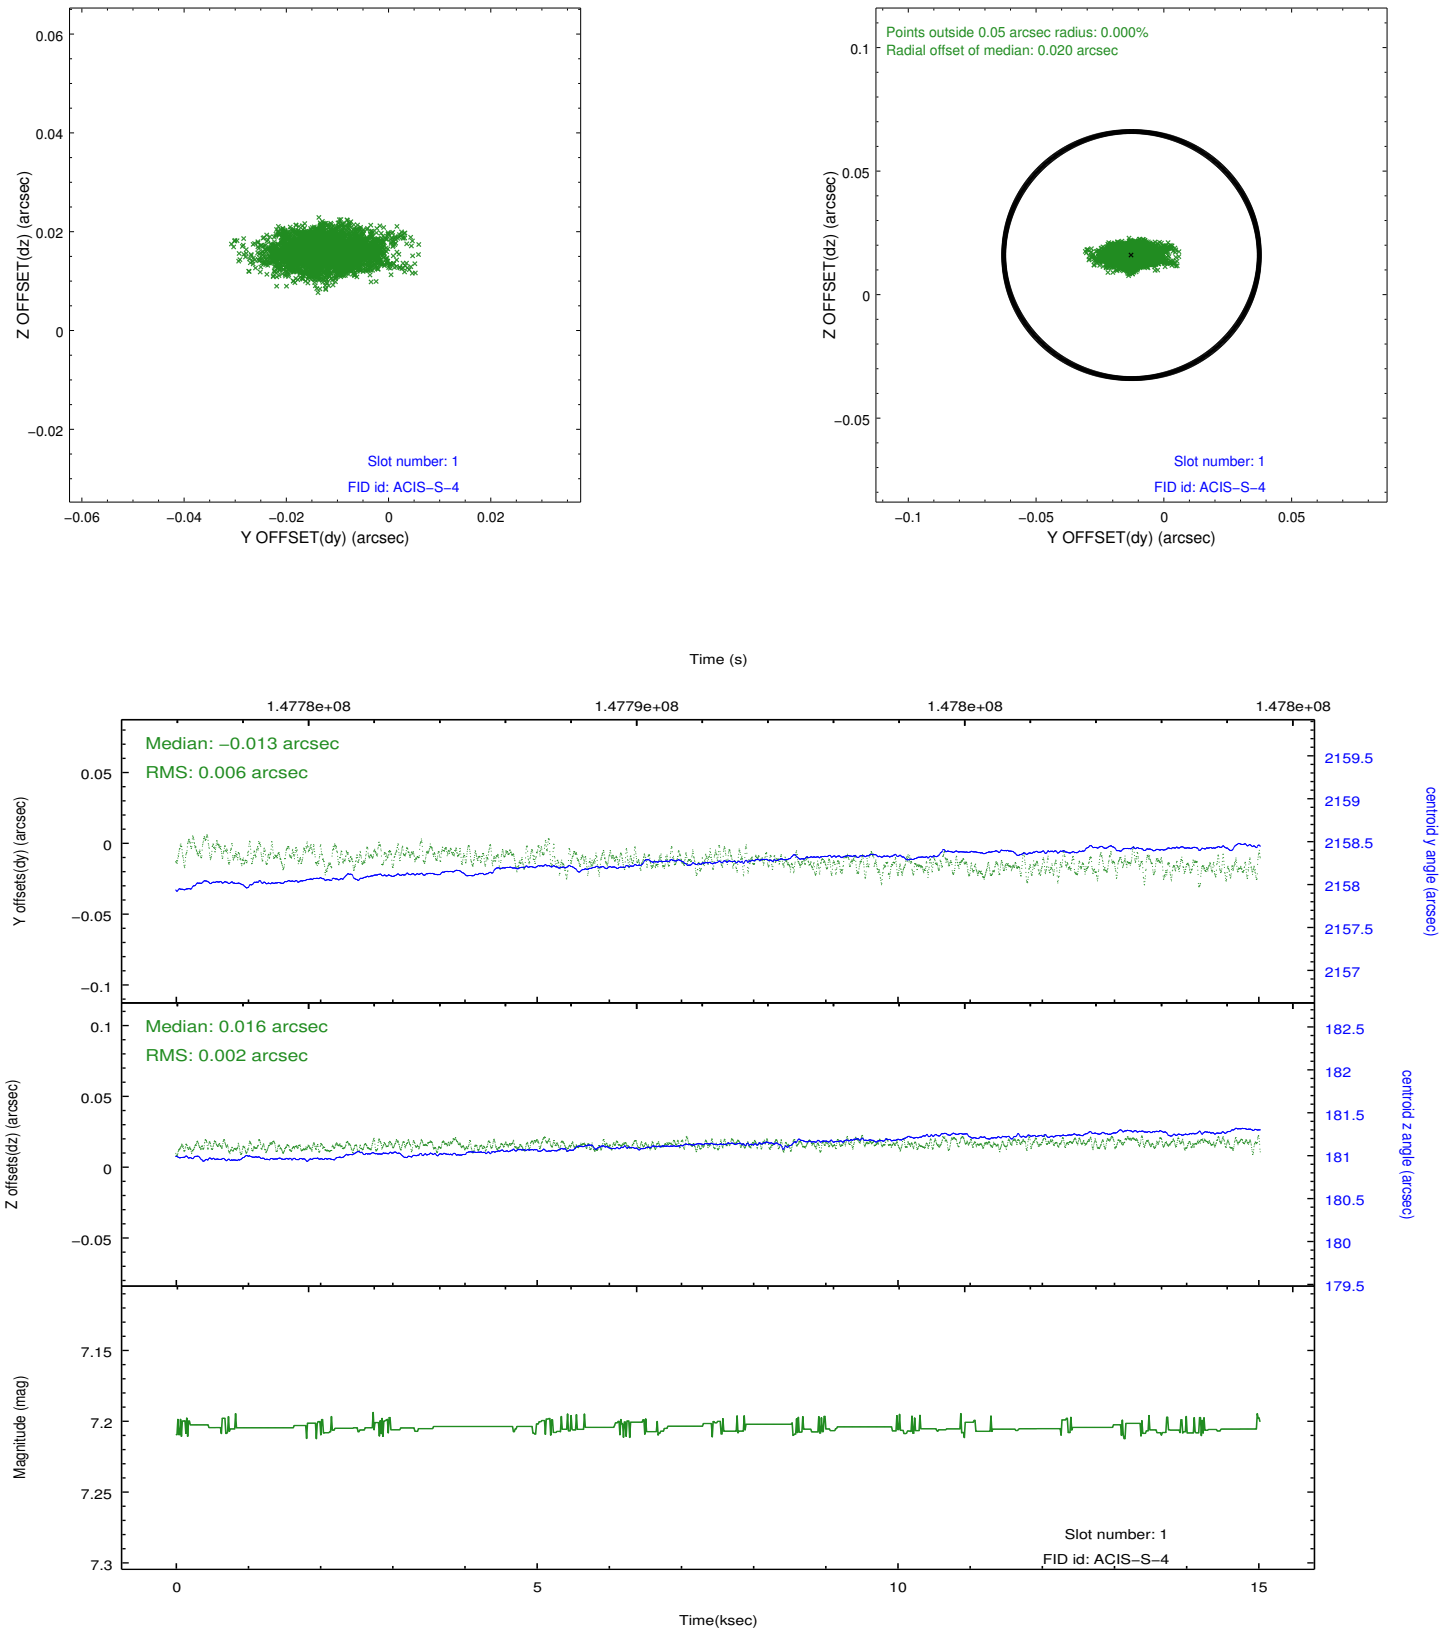 0.06
0.04
0.02
0
−0.02
Z OFFSET(dz) (arcsec)
Slot number: 1
FID id: ACIS−S−4
−0.06
−0.04
−0.02
0
0.02
Y OFFSET(dy) (arcsec)
Points outside 0.05 arcsec radius: 0.000%
Radial offset of median: 0.020 arcsec
0.1
0.05
0
−0.05
Z OFFSET(dz) (arcsec)
Slot number: 1
FID id: ACIS−S−4
−0.1
−0.05
0
0.05
Y OFFSET(dy) (arcsec)
Time (s)
1.4778e+08
1.4779e+08
1.478e+08
1.478e+08
Median: −0.013 arcsec
RMS: 0.006 arcsec
0.05
0
−0.05
−0.1
Y offsets(dy) (arcsec)
2159.5
2159
2158.5
2158
2157.5
2157
centroid y angle (arcsec)
Median: 0.016 arcsec
RMS: 0.002 arcsec
0.1
0.05
0
−0.05
Z offsets(dz) (arcsec)
182.5
182
181.5
181
180.5
180
179.5
centroid z angle (arcsec)
7.15
7.2
7.25
7.3
Magnitude (mag)
Slot number: 1
FID id: ACIS−S−4
0
5
10
15
Time(ksec)